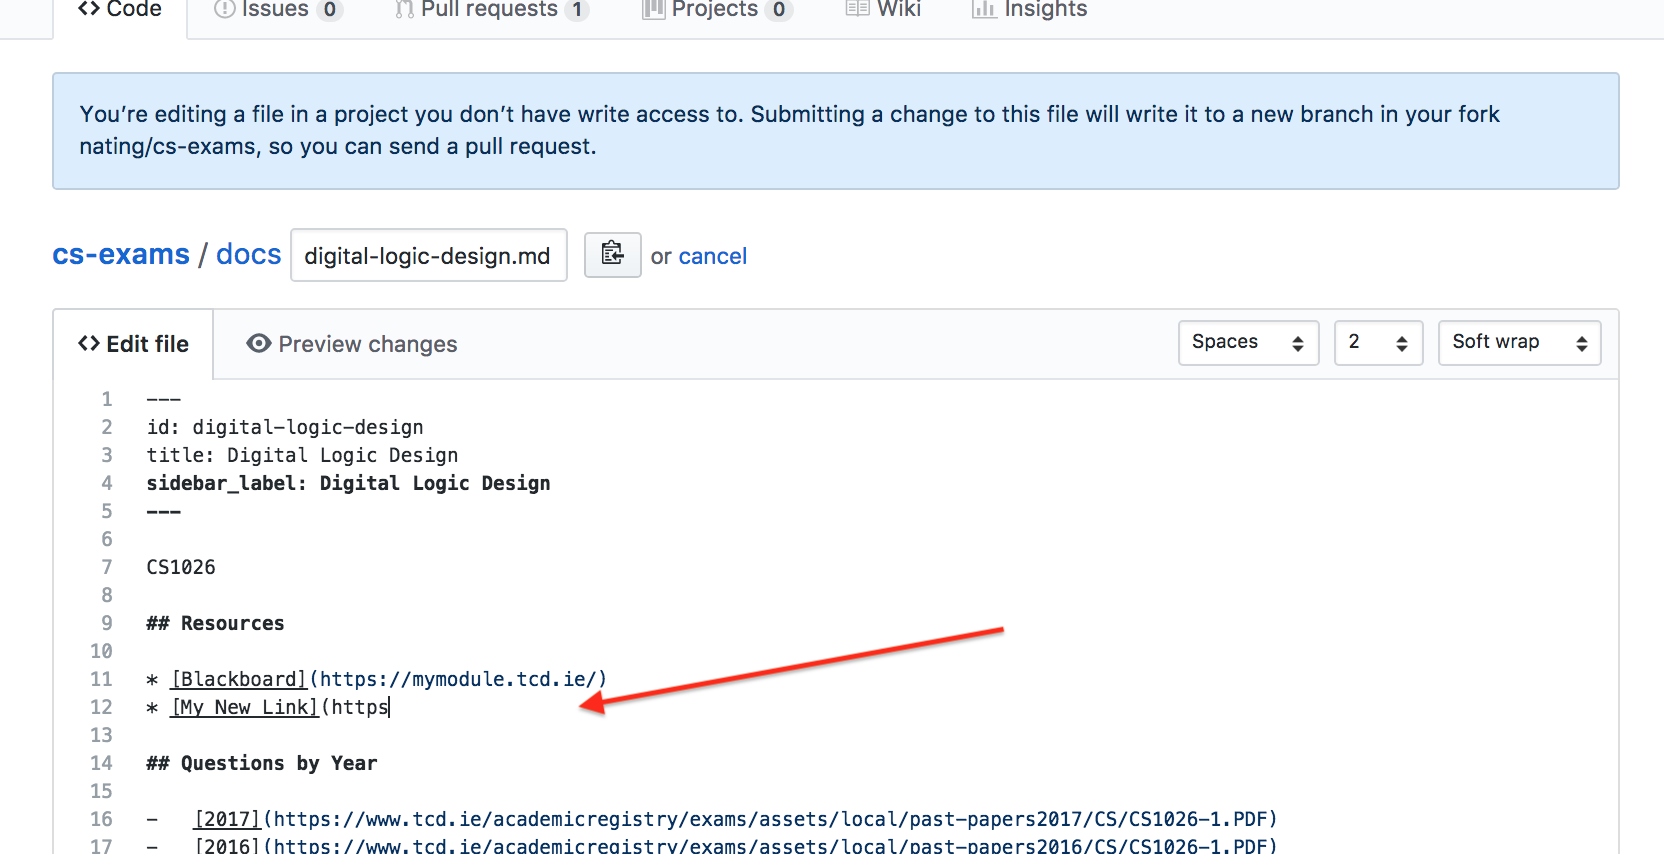 <> Code Issues 0 Pull requests 1 Projects 0 Wiki Insights
You’re editing a file in a project you don’t have write access to. Submitting a change to this file will write it to a new branch in your fork
nating/cs-exams, so you can send a pull request.
cs-exams / docs digital-logic-design.md or cancel
<> Edit file Preview changes Spaces 2 Soft wrap
1 ---
2 id: digital-logic-design
3 title: Digital Logic Design
4 sidebar_label: Digital Logic Design
5 ---
6
7 CS1026
8
9 ## Resources
10
11 * [Blackboard](https://mymodule.tcd.ie/)
12 * [My New Link](https
13
14 ## Questions by Year
15
16 - [2017](https://www.tcd.ie/academicregistry/exams/assets/local/past-papers2017/CS/CS1026-1.PDF)
17 - [2016](https://www.tcd.ie/academicregistry/exams/assets/local/past-papers2016/CS/CS1026-1.PDF)